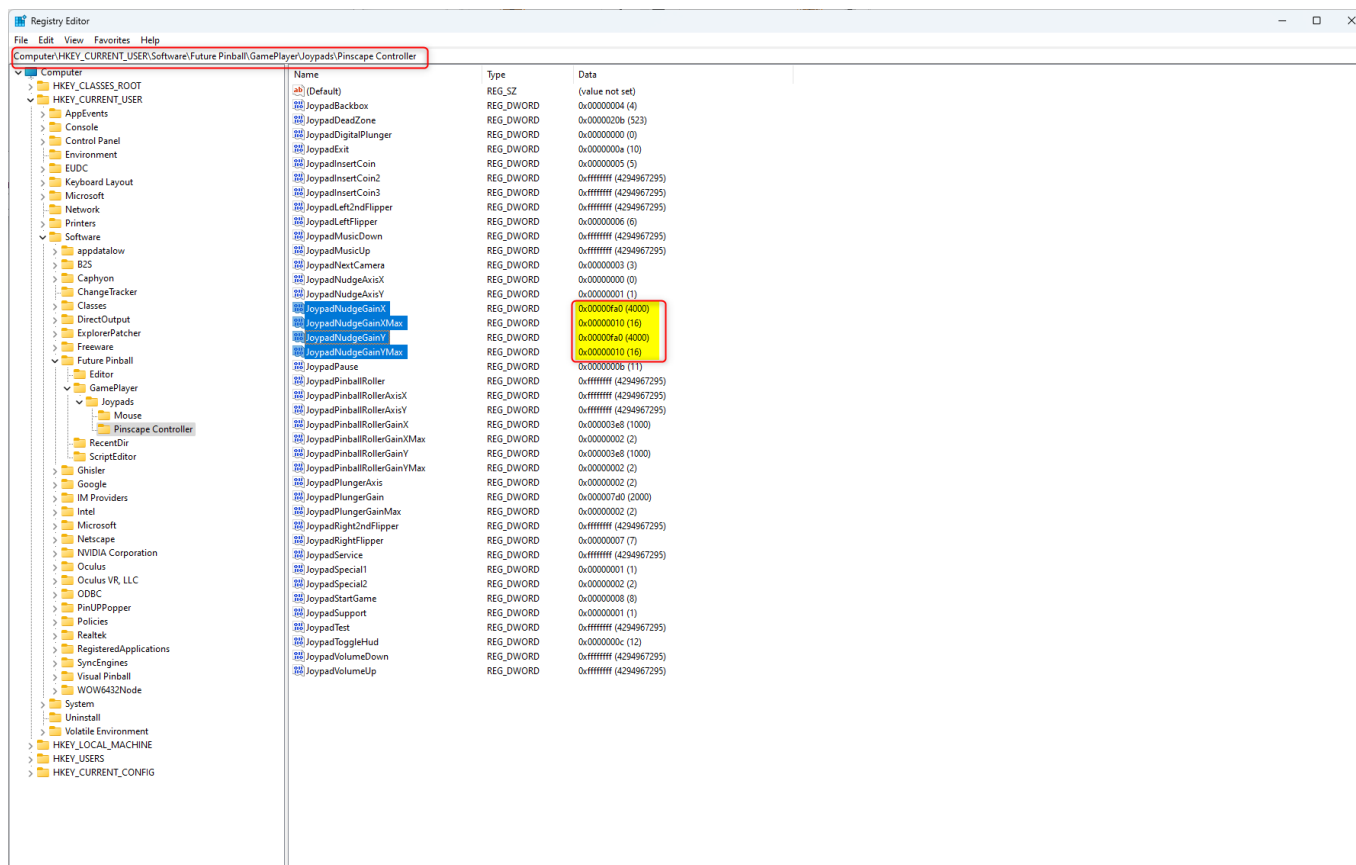 Registry Editor
File Edit View Favorites Help
Computer\HKEY_CURRENT_USER\Software\Future Pinball\GamePlayer\Joypads\Pinscape Controller
Computer
HKEY_CLASSES_ROOT
HKEY_CURRENT_USER
AppEvents
Console
Control Panel
Environment
EUDC
Keyboard Layout
Microsoft
Network
Printers
Software
appdatalow
B2S
Caphyon
ChangeTracker
Classes
DirectOutput
ExplorerPatcher
Freeware
Future Pinball
Editor
GamePlayer
Joypads
Mouse
Pinscape Controller
RecentDir
ScriptEditor
Ghisler
Google
IM Providers
Intel
Microsoft
Netscape
NVIDIA Corporation
Oculus
Oculus VR, LLC
ODBC
PinUPPopper
Policies
Realtek
RegisteredApplications
SyncEngines
Visual Pinball
WOW6432Node
System
Uninstall
Volatile Environment
HKEY_LOCAL_MACHINE
HKEY_USERS
HKEY_CURRENT_CONFIG
Name Type Data
(Default) REG_SZ (value not set)
JoypadBackbox REG_DWORD 0x00000004 (4)
JoypadDeadZone REG_DWORD 0x0000020b (523)
JoypadDigitalPlunger REG_DWORD 0x00000000 (0)
JoypadExit REG_DWORD 0x0000000a (10)
JoypadInsertCoin REG_DWORD 0x00000005 (5)
JoypadInsertCoin2 REG_DWORD 0xffffffff (4294967295)
JoypadInsertCoin3 REG_DWORD 0xffffffff (4294967295)
JoypadLeft2ndFlipper REG_DWORD 0xffffffff (4294967295)
JoypadLeftFlipper REG_DWORD 0x00000006 (6)
JoypadMusicDown REG_DWORD 0xffffffff (4294967295)
JoypadMusicUp REG_DWORD 0xffffffff (4294967295)
JoypadNextCamera REG_DWORD 0x00000003 (3)
JoypadNudgeAxisX REG_DWORD 0x00000000 (0)
JoypadNudgeAxisY REG_DWORD 0x00000001 (1)
JoypadNudgeGainX REG_DWORD 0x00000fa0 (4000)
JoypadNudgeGainXMax REG_DWORD 0x00000010 (16)
JoypadNudgeGainY REG_DWORD 0x00000fa0 (4000)
JoypadNudgeGainYMax REG_DWORD 0x00000010 (16)
JoypadPause REG_DWORD 0x0000000b (11)
JoypadPinballRoller REG_DWORD 0xffffffff (4294967295)
JoypadPinballRollerAxisX REG_DWORD 0xffffffff (4294967295)
JoypadPinballRollerAxisY REG_DWORD 0xffffffff (4294967295)
JoypadPinballRollerGainX REG_DWORD 0x000003e8 (1000)
JoypadPinballRollerGainXMax REG_DWORD 0x00000002 (2)
JoypadPinballRollerGainY REG_DWORD 0x000003e8 (1000)
JoypadPinballRollerGainYMax REG_DWORD 0x00000002 (2)
JoypadPlungerAxis REG_DWORD 0x00000002 (2)
JoypadPlungerGain REG_DWORD 0x000007d0 (2000)
JoypadPlungerGainMax REG_DWORD 0x00000002 (2)
JoypadRight2ndFlipper REG_DWORD 0xffffffff (4294967295)
JoypadRightFlipper REG_DWORD 0x00000007 (7)
JoypadService REG_DWORD 0xffffffff (4294967295)
JoypadSpecial1 REG_DWORD 0x00000001 (1)
JoypadSpecial2 REG_DWORD 0x00000002 (2)
JoypadStartGame REG_DWORD 0x00000008 (8)
JoypadSupport REG_DWORD 0x00000001 (1)
JoypadTest REG_DWORD 0xffffffff (4294967295)
JoypadToggleHud REG_DWORD 0x0000000c (12)
JoypadVolumeDown REG_DWORD 0xffffffff (4294967295)
JoypadVolumeUp REG_DWORD 0xffffffff (4294967295)